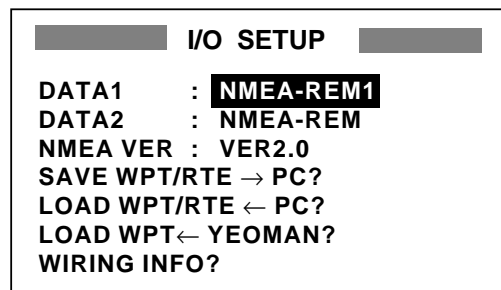 I/O SETUP
DATA1 : NMEA-REM1
DATA2 : NMEA-REM
NMEA VER : VER2.0
SAVE WPT/RTE → PC?
LOAD WPT/RTE ← PC?
LOAD WPT← YEOMAN?
WIRING INFO?